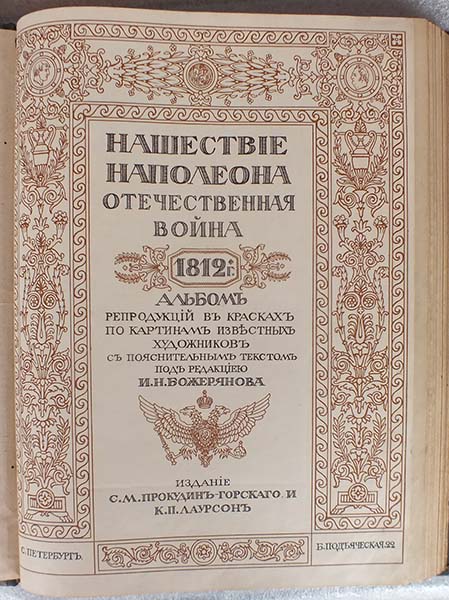 НАШЕСТВІЕ
НАПОЛЕОНА
ОТЕЧЕСТВЕННАЯ
ВОЙНА
1812 г.
АЛЬБОМЪ
РЕПРОДУКЦІЙ ВЪ КРАСКАХЪ
ПО КАРТИНАМЪ ИЗВѢСТНЫХЪ
ХУДОЖНИКОВЪ
СЪ ПОЯСНИТЕЛЬНЫМЪ ТЕКСТОМЪ
ПОДЪ РЕДАКЦІЕЮ
И.Н.БОЖЕРЯНОВА
ИЗДАНІЕ
С.М.ПРОКУДИНЪ-ГОРСКАГО И
К.П.ЛАУРСОНЪ
С.ПЕТЕРБУРГЪ.
Б.ПОДЪЯЧЕСКАЯ.22